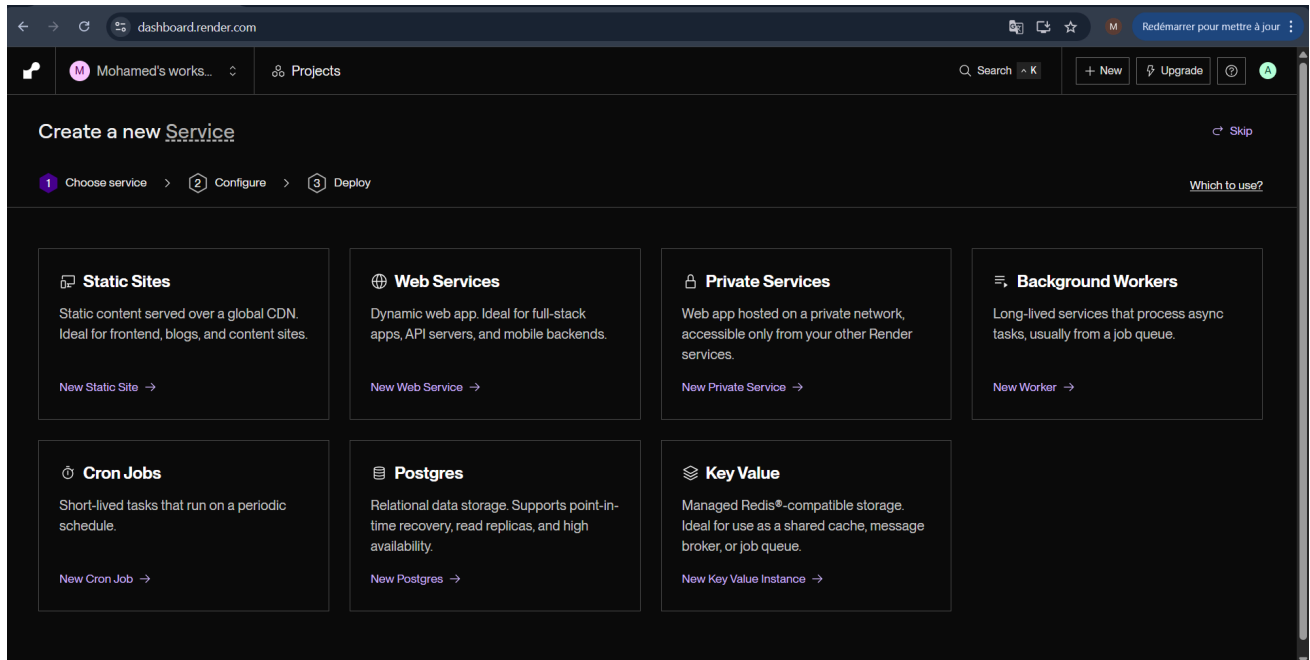 dashboard.render.com
M
Redémarrer pour mettre à jour
M Mohamed's works...
Projects
Search ^ K
+ New
Upgrade
A
Create a new Service
Skip
1 Choose service > 2 Configure > 3 Deploy
Which to use?
Static Sites
Static content served over a global CDN.
Ideal for frontend, blogs, and content sites.
New Static Site →
Web Services
Dynamic web app. Ideal for full-stack
apps, API servers, and mobile backends.
New Web Service →
Private Services
Web app hosted on a private network,
accessible only from your other Render
services.
New Private Service →
Background Workers
Long-lived services that process async
tasks, usually from a job queue.
New Worker →
Cron Jobs
Short-lived tasks that run on a periodic
schedule.
New Cron Job →
Postgres
Relational data storage. Supports point-in-
time recovery, read replicas, and high
availability.
New Postgres →
Key Value
Managed Redis®-compatible storage.
Ideal for use as a shared cache, message
broker, or job queue.
New Key Value Instance →